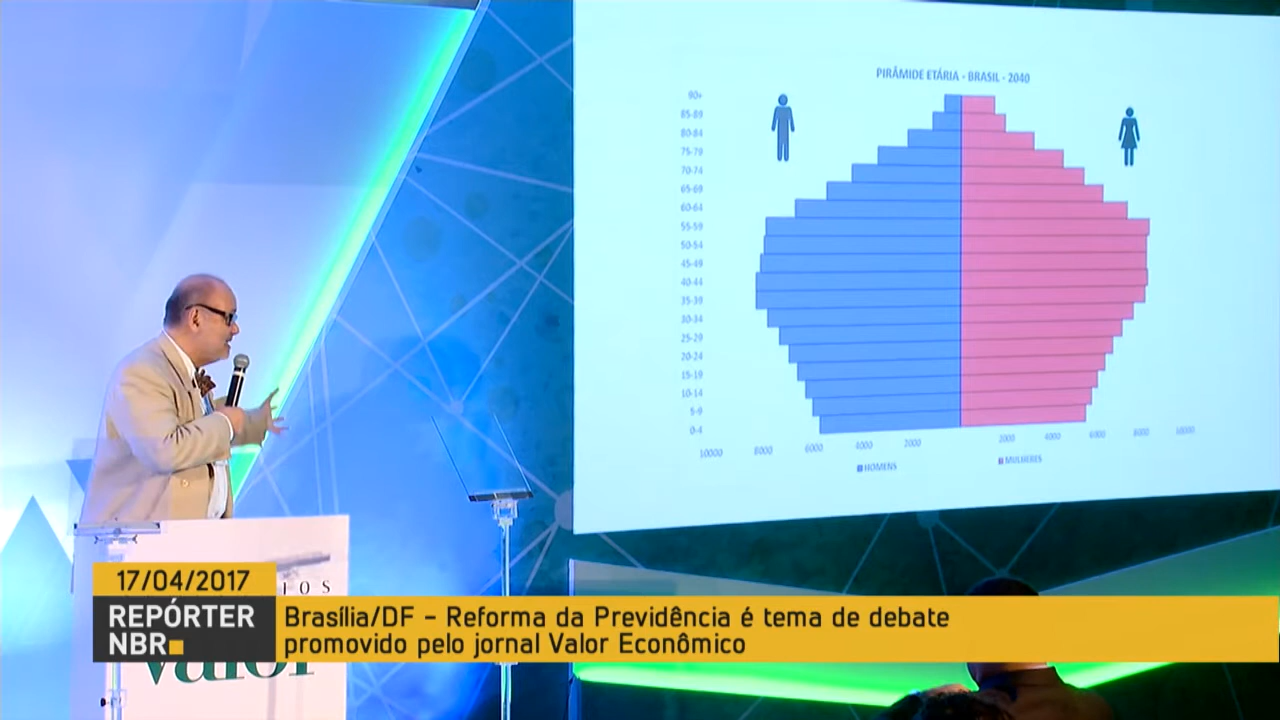 PIRÂMIDE ETÁRIA - BRASIL - 2040
90+
85-89
80-84
75-79
70-74
65-69
60-64
55-59
50-54
45-49
40-44
35-39
30-34
25-29
20-24
15-19
10-14
5-9
0-4
10000 8000 6000 4000 2000 2000 4000 6000 8000 10000
HOMENS MULHERES
17/04/2017
REPÓRTER NBR
Brasília/DF - Reforma da Previdência é tema de debate
promovido pelo jornal Valor Econômico
valor